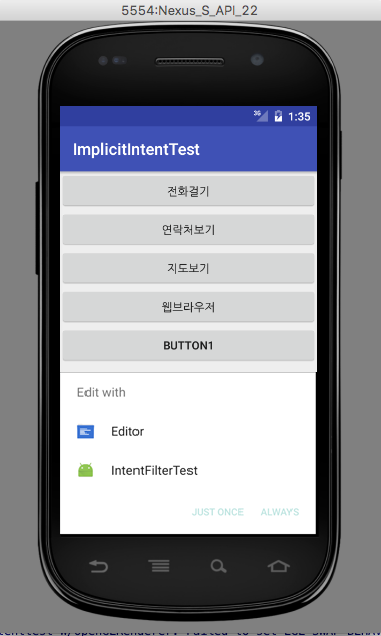 5554:Nexus_S_API_22
3G 1:35
ImplicitIntentTest
전화걸기
연락처보기
지도보기
웹브라우저
BUTTON1
Edit with
Editor
IntentFilterTest
JUST ONCE ALWAYS